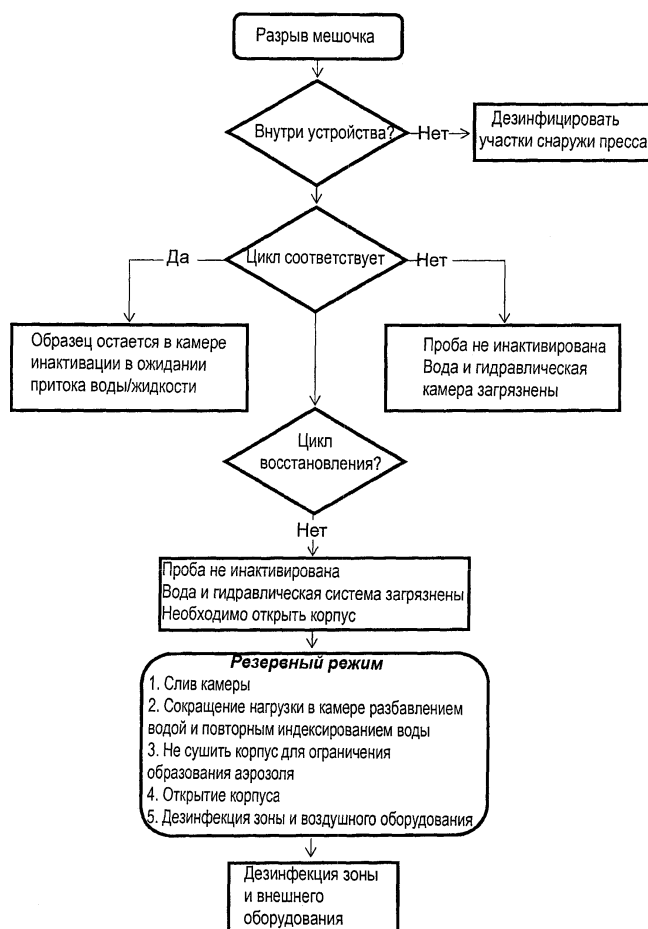 Разрыв мешочка
Внутри устройства?
Нет
Дезинфицировать
участки снаружи пресса
Да
Цикл соответствует
Нет
Образец остается в камере
инактивации в ожидании
притока воды/жидкости
Проба не инактивирована
Вода и гидравлическая
камера загрязнены
Цикл
восстановления?
Нет
Проба не инактивирована
Вода и гидравлическая система загрязнены
Необходимо открыть корпус
Резервный режим
1. Слив камеры
2. Сокращение нагрузки в камере разбавлением
водой и повторным индексированием воды
3. Не сушить корпус для ограничения
образования аэрозоля
4. Открытие корпуса
5. Дезинфекция зоны и воздушного оборудования
Дезинфекция зоны
и внешнего
оборудования